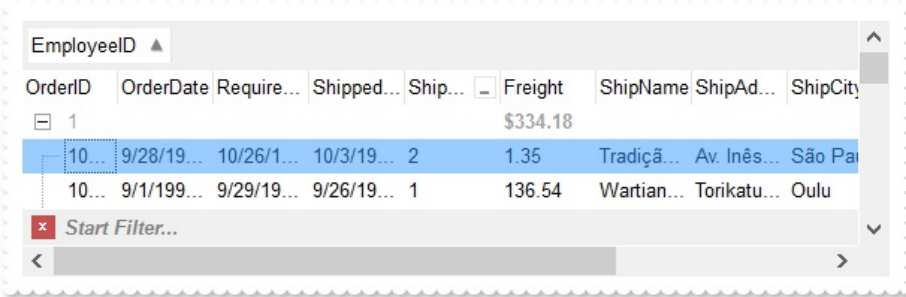 EmployeeID
OrderID OrderDate Require... Shipped... Ship... Freight ShipName ShipAd... ShipCity
1 $334.18
10... 9/28/19... 10/26/1... 10/3/19... 2 1.35 Tradiçã... Av. Inês... São Pau
10... 9/1/199... 9/29/19... 9/26/19... 1 136.54 Wartian... Torikatu... Oulu
x Start Filter...